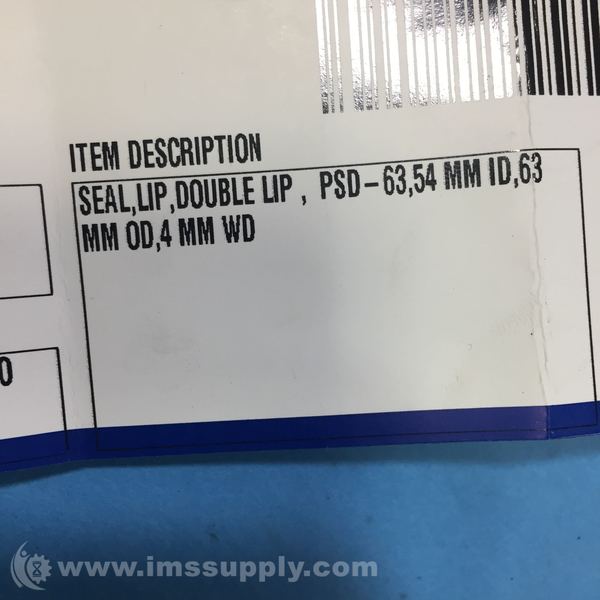 ITEM DESCRIPTION
SEAL,LIP,DOUBLE LIP , PSD-63,54 MM ID,63
MM OD,4 MM WD
0
www.imssupply.com